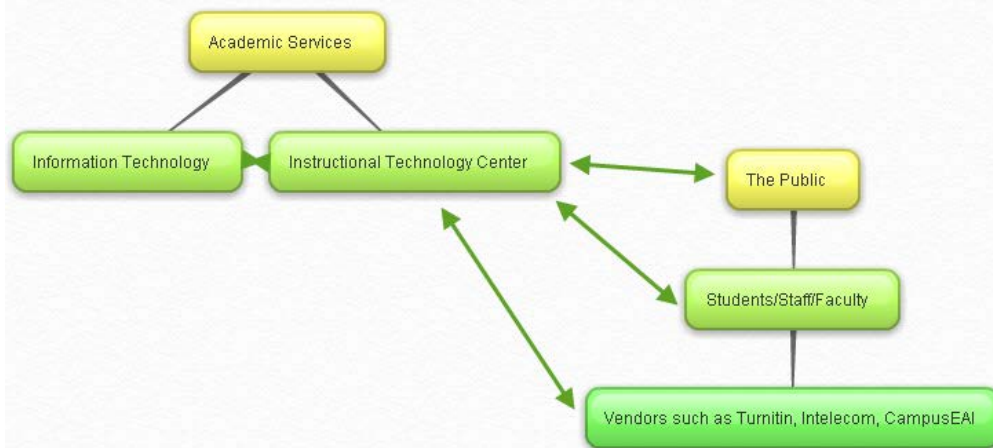 Academic Services
Information Technology
Instructional Technology Center
The Public
Students/Staff/Faculty
Vendors such as Turnitin, Intelecom, CampusEAI